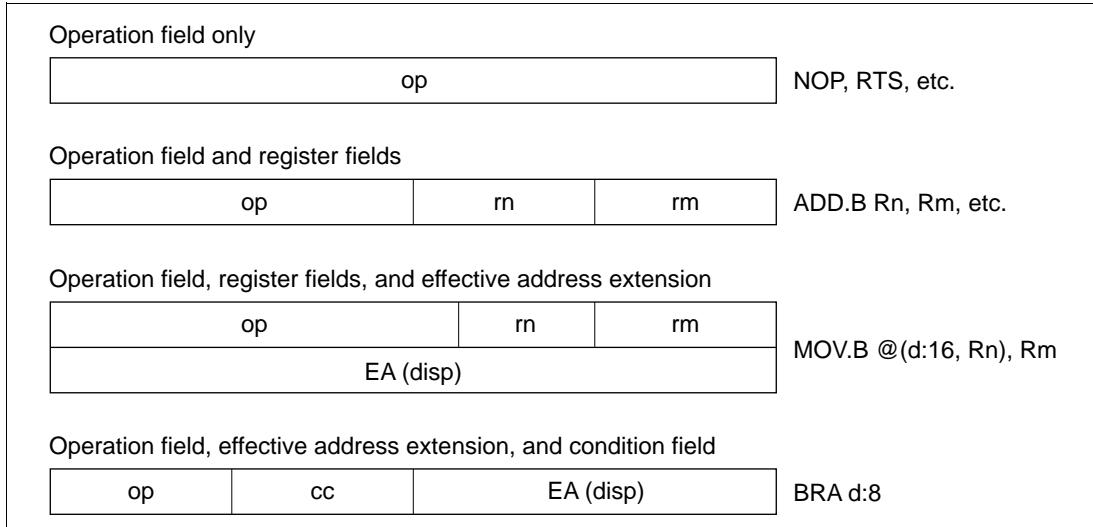 Operation field only
op
NOP, RTS, etc.
Operation field and register fields
op rn rm
ADD.B Rn, Rm, etc.
Operation field, register fields, and effective address extension
op rn rm
EA (disp)
MOV.B @(d:16, Rn), Rm
Operation field, effective address extension, and condition field
op cc EA (disp)
BRA d:8